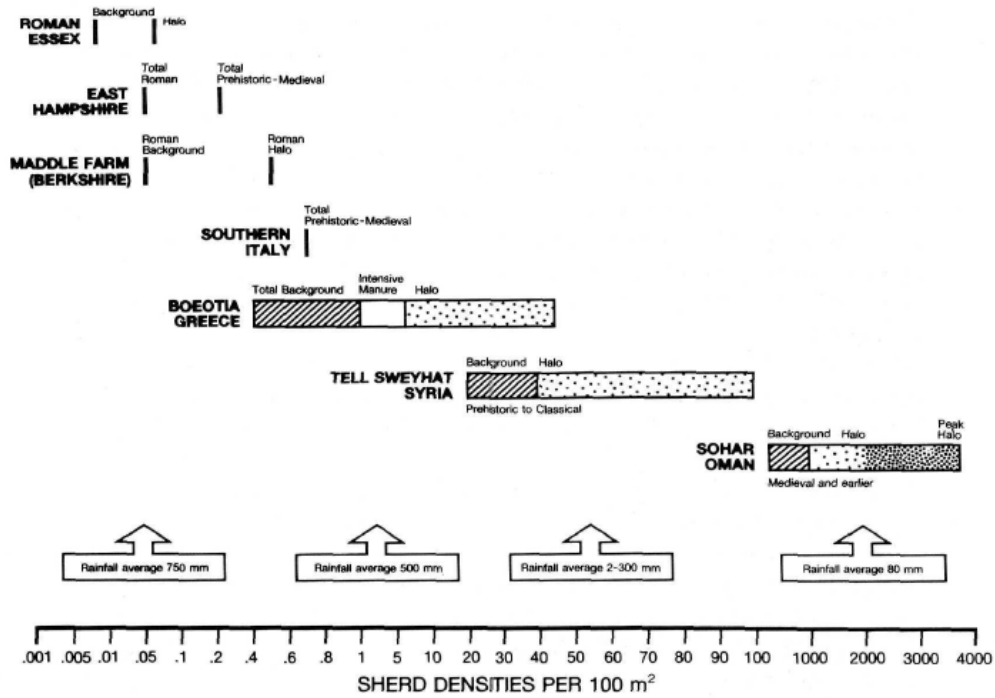 ROMAN
ESSEX
Background
Halo
EAST
HAMPSHIRE
Total
Roman
Total
Prehistoric-Medieval
MADDLE FARM
(BERKSHIRE)
Roman
Background
Roman
Halo
SOUTHERN
ITALY
Total
Prehistoric-Medieval
BOEOTIA
GREECE
Total Background
Intensive
Manure
Halo
TELL SWEYHAT
SYRIA
Background
Halo
Prehistoric to Classical
SOHAR
OMAN
Background
Halo
Peak
Halo
Medieval and earlier
Rainfall average 750 mm
Rainfall average 500 mm
Rainfall average 2-300 mm
Rainfall average 80 mm
.001 .005 .01 .05 .1 .2 .4 .6 .8 1 5 10 20 30 40 50 60 70 80 90 100 1000 2000 3000 4000
SHERD DENSITIES PER 100 m²